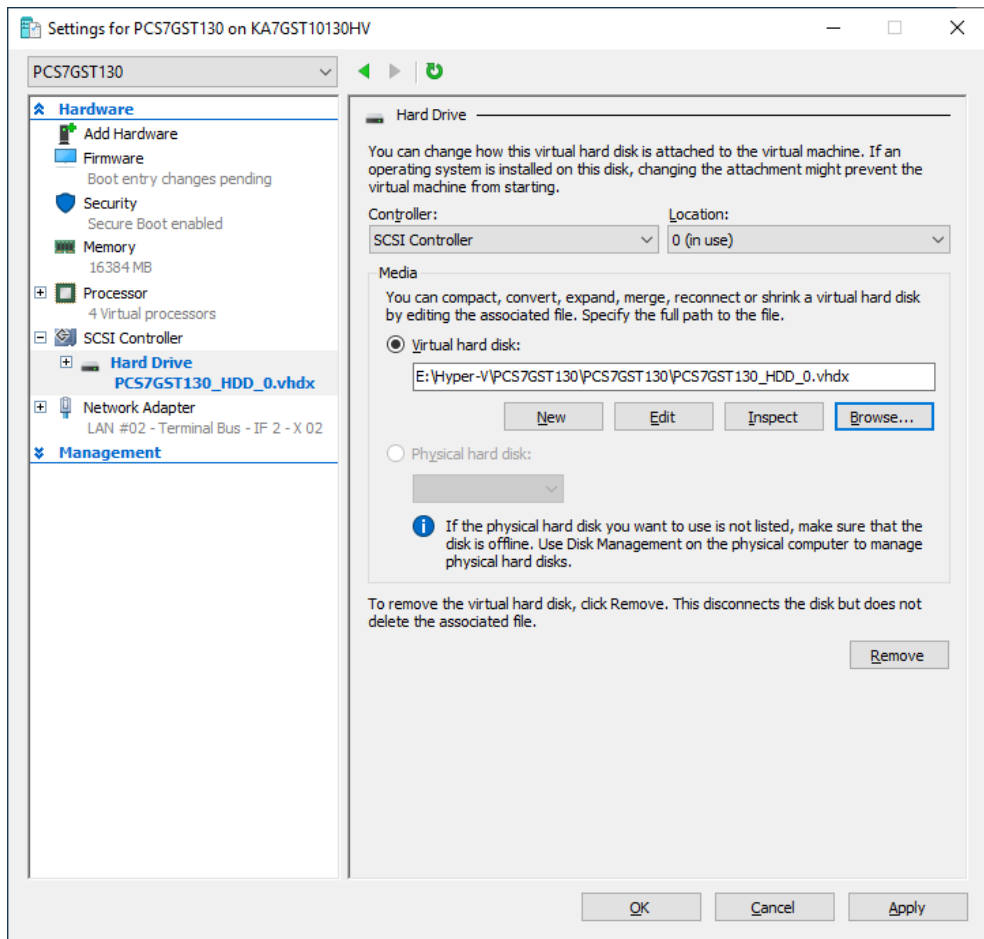 Settings for PCS7GST130 on KA7GST10130HV
PCS7GST130
Hardware
Add Hardware
Firmware
Boot entry changes pending
Security
Secure Boot enabled
Memory
16384 MB
Processor
4 Virtual processors
SCSI Controller
Hard Drive
PCS7GST130_HDD_0.vhdx
Network Adapter
LAN #02 - Terminal Bus - IF 2 - X 02
Management
Hard Drive
You can change how this virtual hard disk is attached to the virtual machine. If an
operating system is installed on this disk, changing the attachment might prevent the
virtual machine from starting.
Controller:
Location:
SCSI Controller
0 (in use)
Media
You can compact, convert, expand, merge, reconnect or shrink a virtual hard disk
by editing the associated file. Specify the full path to the file.
Virtual hard disk:
E:\Hyper-V\PCS7GST130\PCS7GST130\PCS7GST130_HDD_0.vhdx
New
Edit
Inspect
Browse...
Physical hard disk:
If the physical hard disk you want to use is not listed, make sure that the
disk is offline. Use Disk Management on the physical computer to manage
physical hard disks.
To remove the virtual hard disk, click Remove. This disconnects the disk but does not
delete the associated file.
Remove
OK
Cancel
Apply